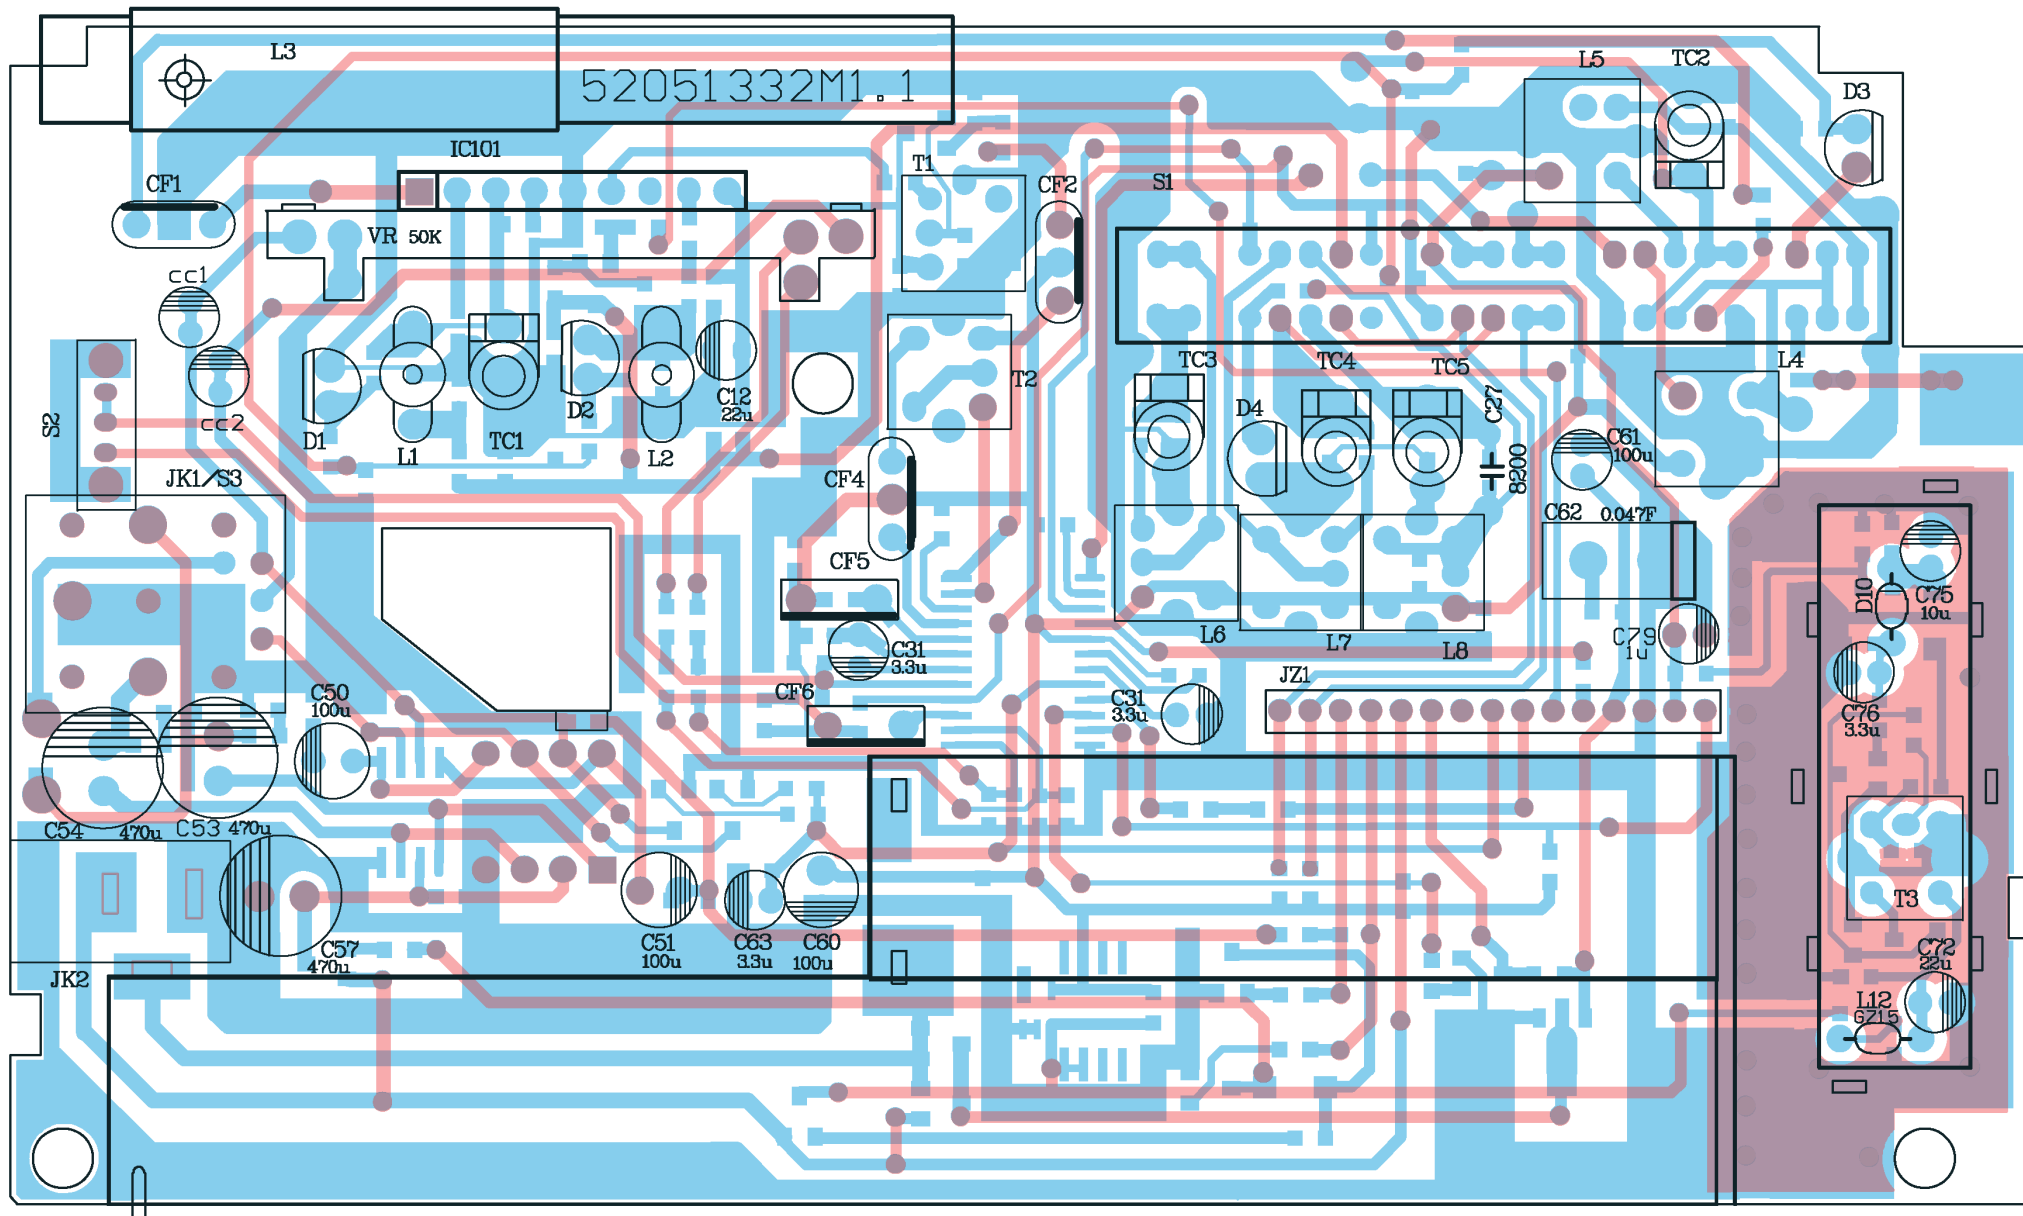 L3
52051332M1.1
L5
TC2
D3
IC101
T1
CF1
CF2
S1
VR 50K
cc1
TC3
TC4
TC5
L4
T2
C12
22u
D2
D4
C27
8200
S2
cc2
D1
L1
TC1
L2
C61
100u
JK1/S3
CF4
C62 0.047F
CF5
D10
C75
10u
L6
L7
L8
C79
1u
C31
3.3u
JZ1
C50
100u
CF6
C31
3.3u
C76
3.3u
C54
470u
C53 470u
T3
C57
470u
C51
100u
C63
3.3u
C60
100u
C72
22u
JK2
L12
GZ15